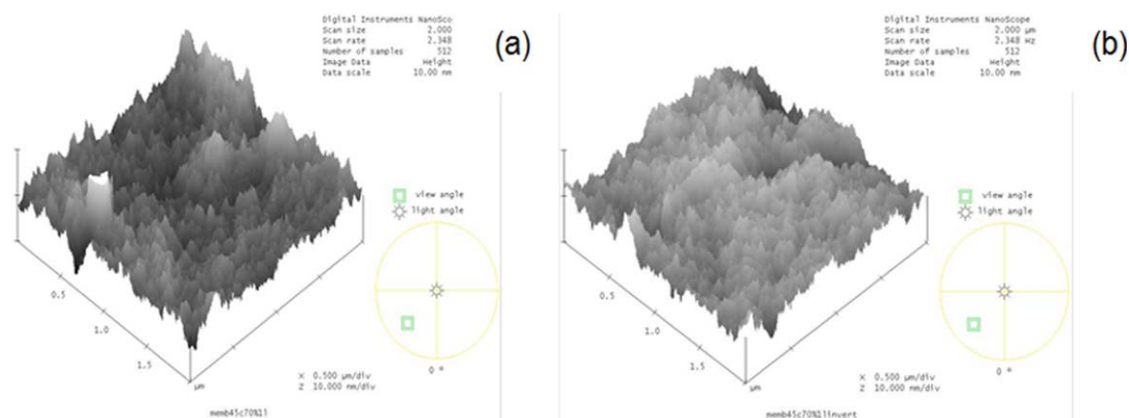 Digital Instruments NanoSco
Scan size 2.000
Scan rate 2.348
Number of samples 512
Image Data Height
Data scale 10.00 nm
(a)
view angle
light angle
0.5
1.0
1.5
µm
X 0.500 µm/div
Z 10.000 nm/div
0 °
memb45c70%1l
Digital Instruments NanoScope
Scan size 2.000 µm
Scan rate 2.348 Hz
Number of samples 512
Image Data Height
Data scale 10.00 nm
(b)
view angle
light angle
0.5
1.0
1.5
µm
X 0.500 µm/div
Z 10.000 nm/div
0 °
memb45c70%1linvert